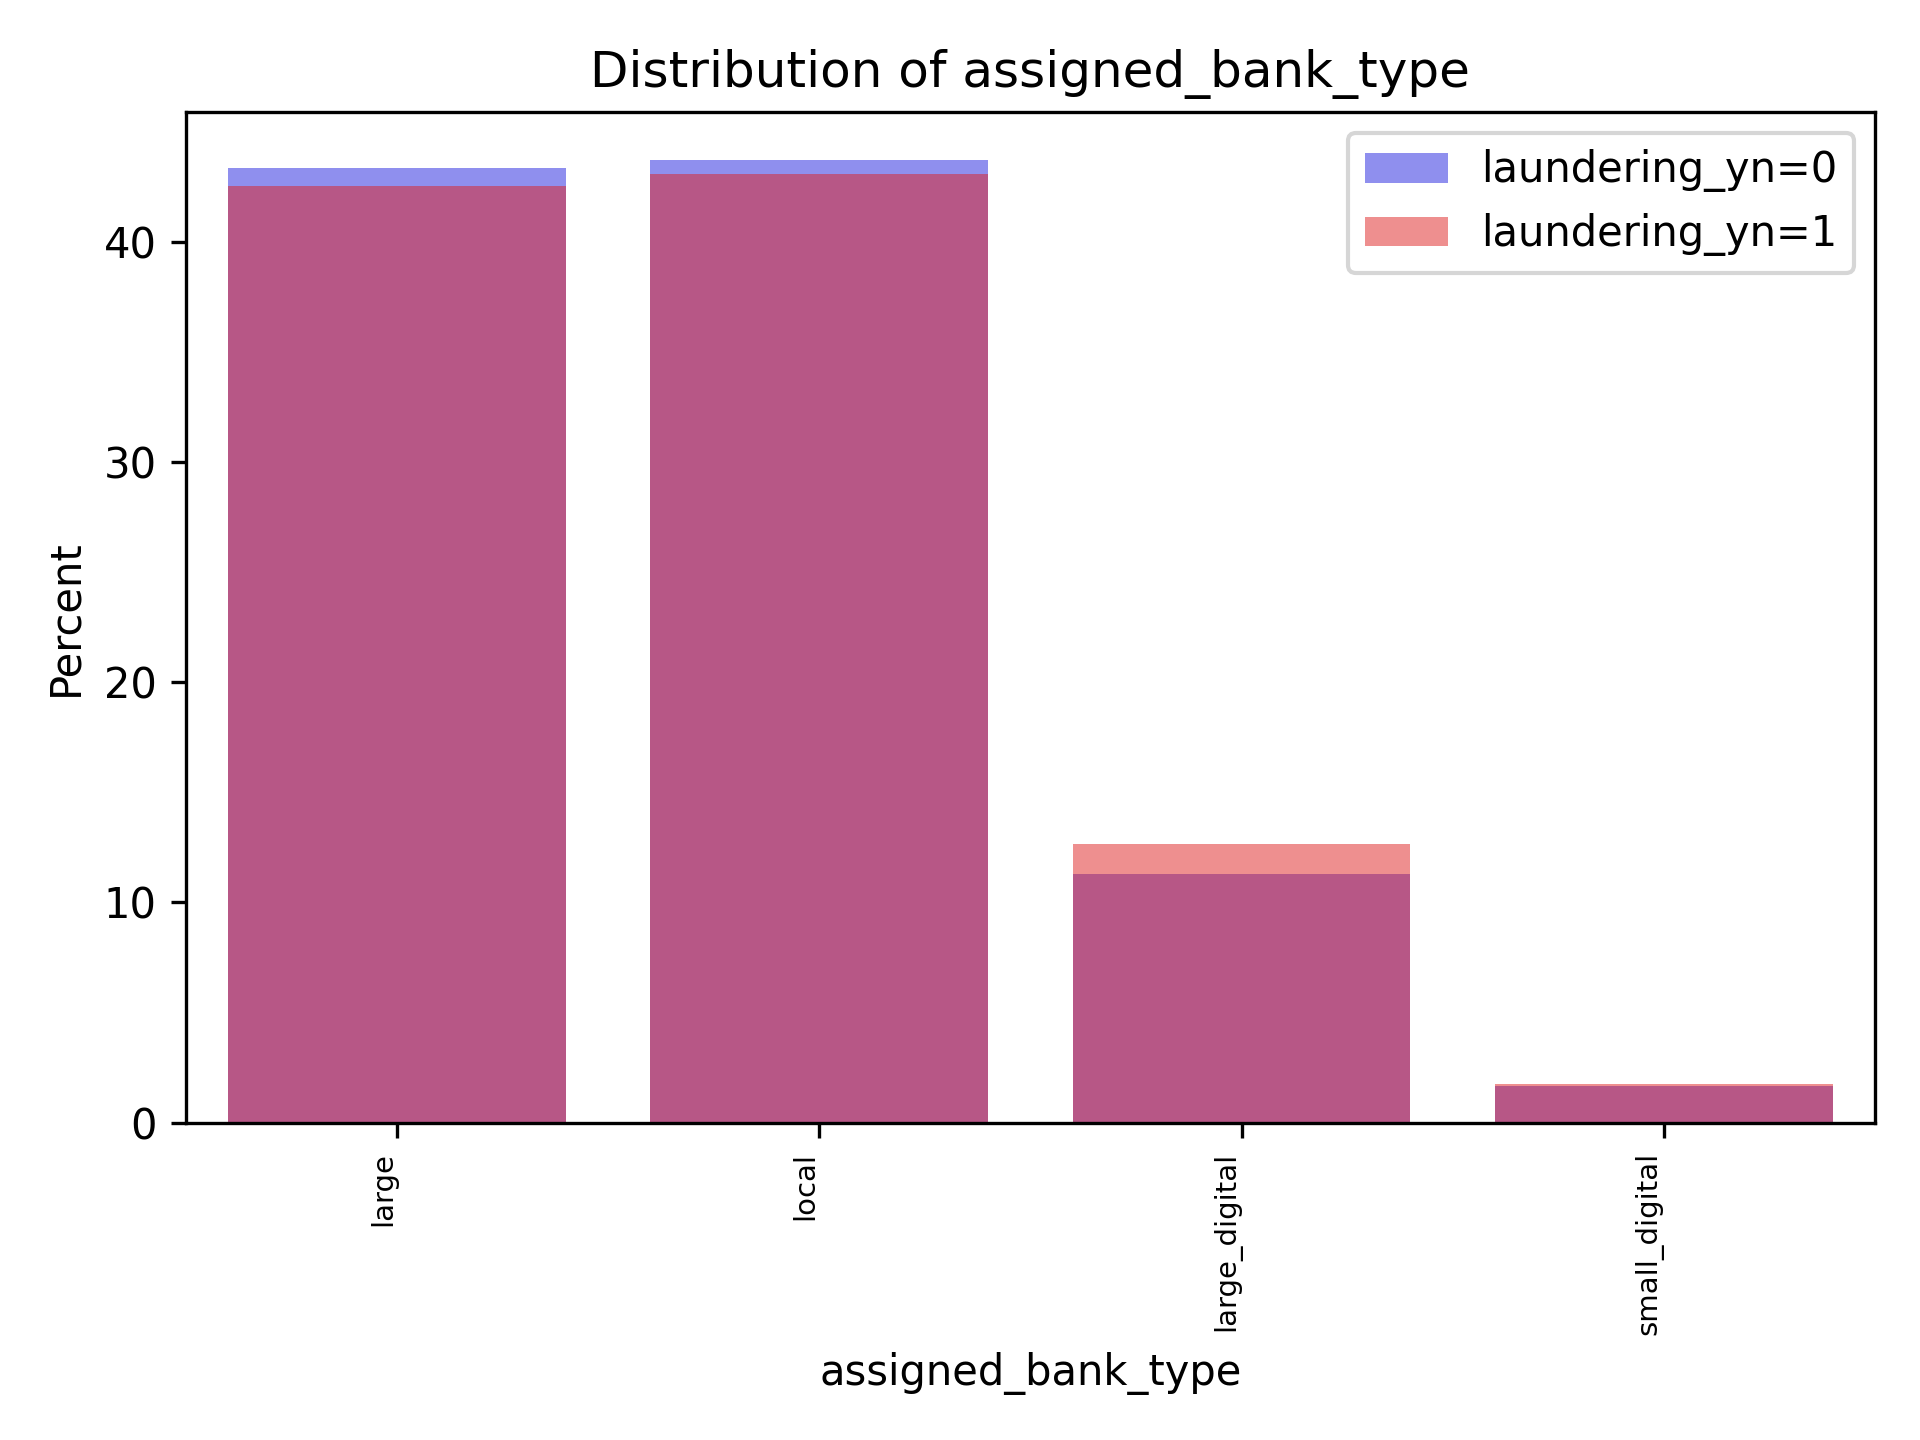 Distribution of assigned_bank_type
laundering_yn=0
laundering_yn=1
Percent
40
30
20
10
0
large
local
large_digital
small_digital
assigned_bank_type